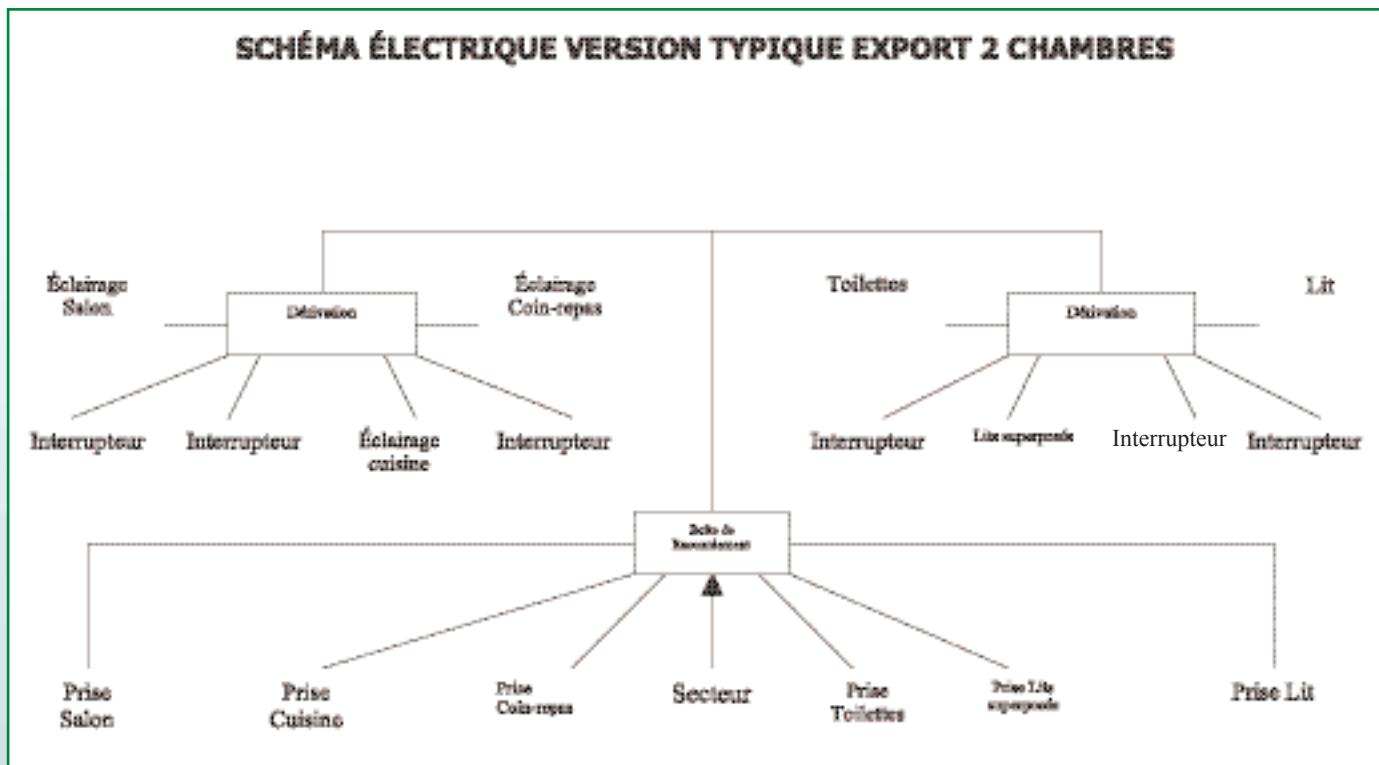 SCHÉMA ÉLECTRIQUE VERSION TYPIQUE EXPORT 2 CHAMBRES
Éclairage
Salon
Éclairage
Coin-repas
Toilettes
Lit
Dérivation
Dérivation
Interrupteur
Interrupteur
Éclairage
cuisine
Interrupteur
Interrupteur
Lits superposés
Interrupteur
Interrupteur
Boîte de
Raccordement
Prise
Salon
Prise
Cuisine
Prise
Coin-repas
Secteur
Prise
Toilettes
Prise Lits
superposés
Prise Lit